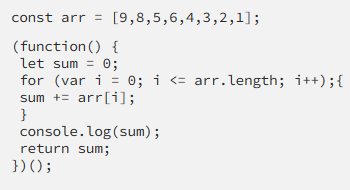 const arr = [9,8,5,6,4,3,2,1];
(function() {
let sum = 0;
for (var i = 0; i <= arr.length; i++);{
sum += arr[i];
}
console.log(sum);
return sum;
})();